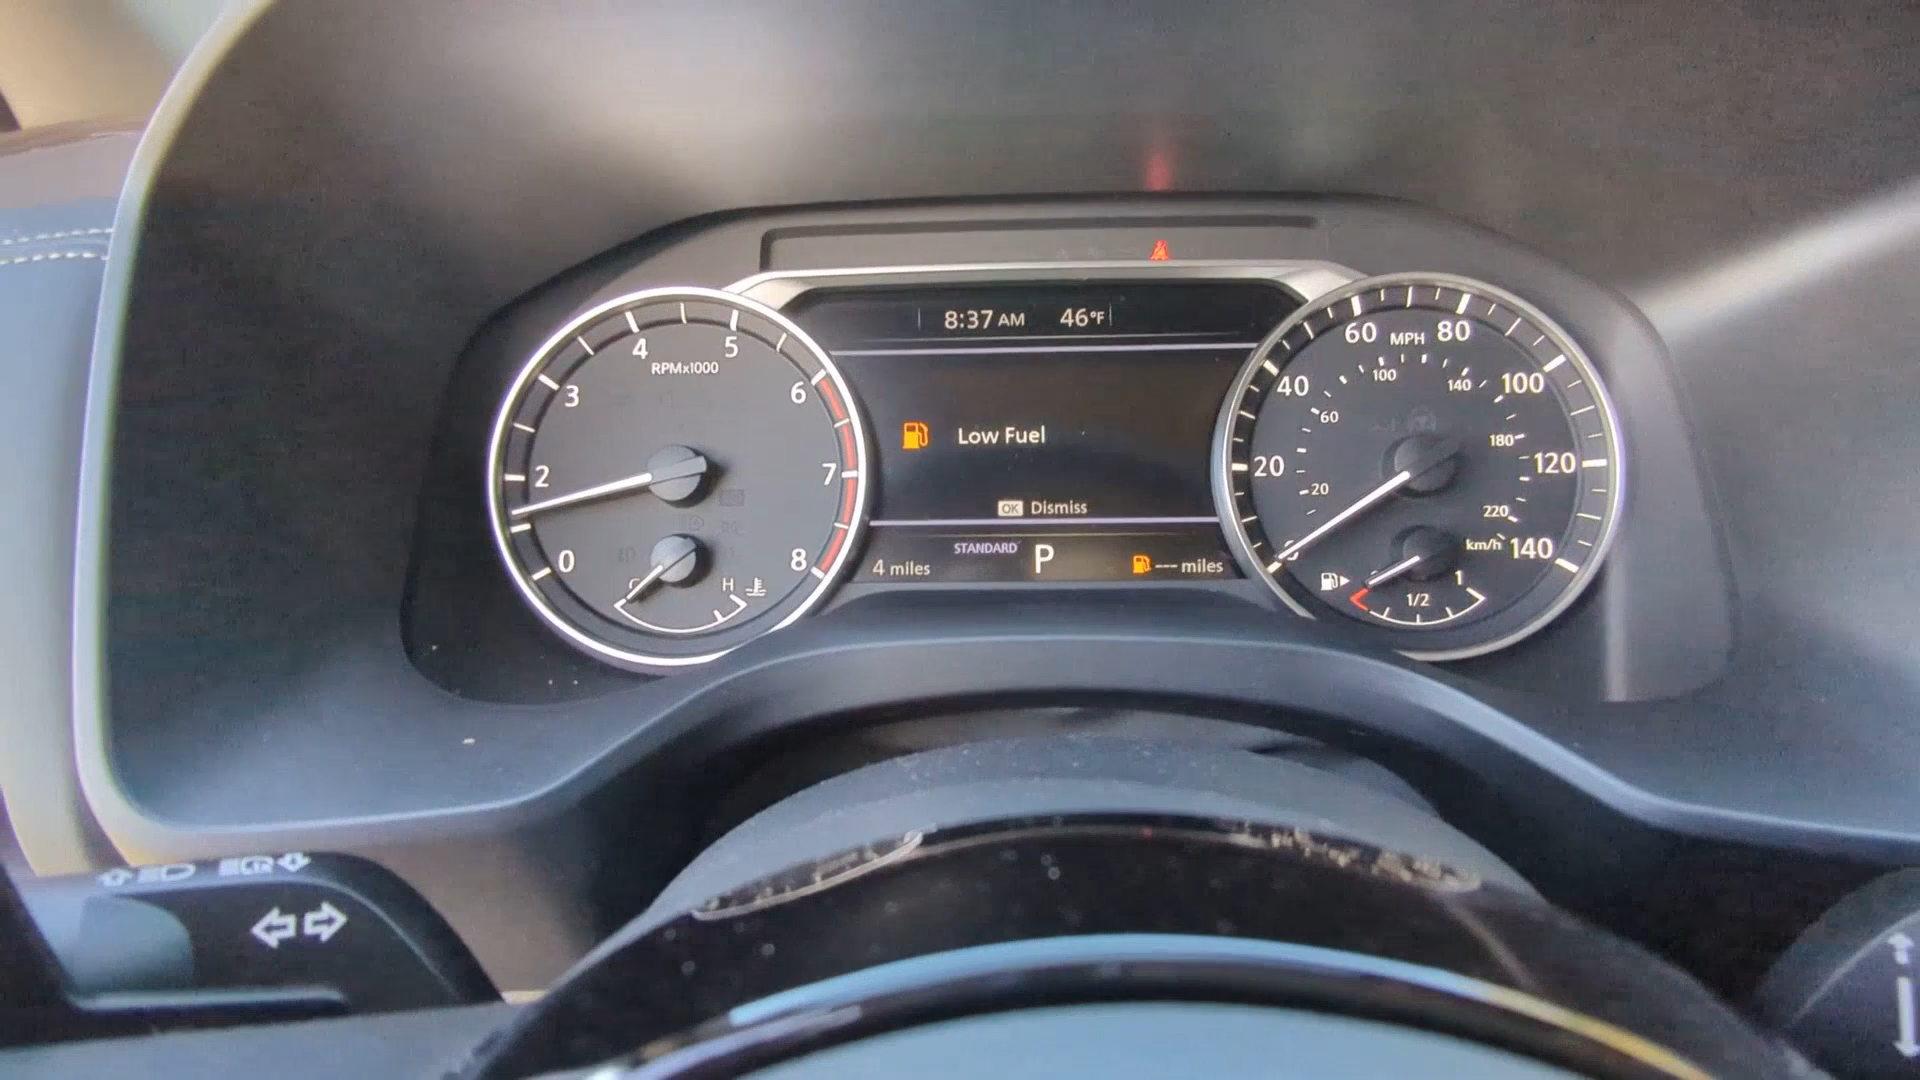 8:37 AM 46°F
4 5
RPMx1000
3 6
2 7
0 8
C H
Low Fuel
OK Dismiss
STANDARD
4 miles P --- miles
60 MPH 80
40 100
20 120
0 140
100 140
60 180
20 220
km/h
1/2 1